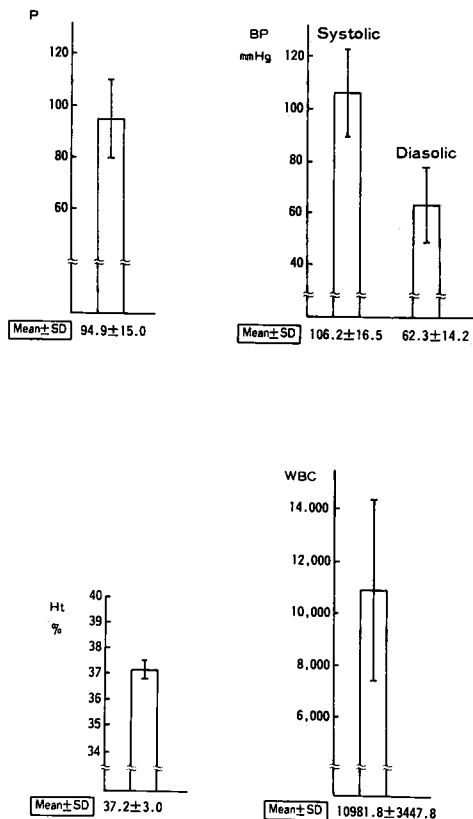 P
120
100
80
60
Mean±SD 94.9±15.0
BP
mmHg
Systolic
Diasolic
120
100
80
60
40
Mean±SD 106.2±16.5 62.3±14.2
Ht
%
40
39
38
37
36
35
34
Mean±SD 37.2±3.0
WBC
14.000
12,000
10,000
8,000
6,000
Mean±SD 10981.8±3447.8